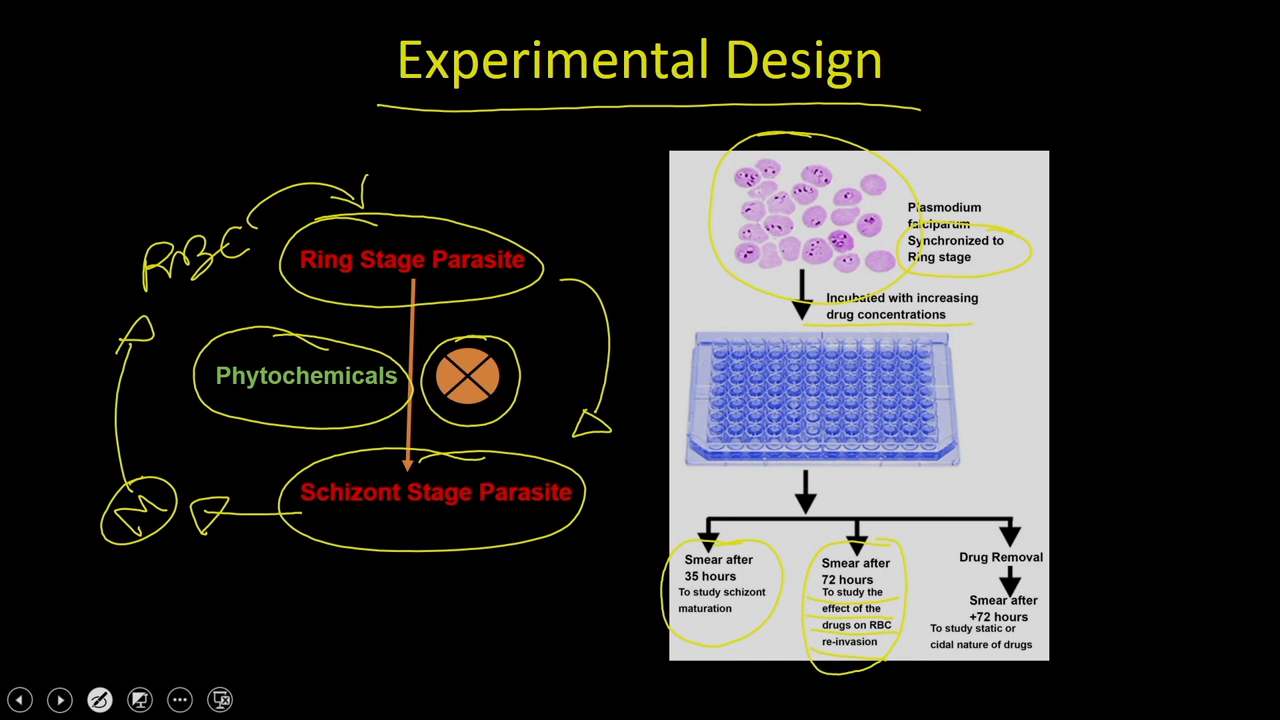 Experimental Design
RBC
Ring Stage Parasite
Phytochemicals
Schizont Stage Parasite
M
Plasmodium
falciparum
Synchronized to
Ring stage
Incubated with increasing
drug concentrations
Smear after
35 hours
To study schizont
maturation
Smear after
72 hours
To study the
effect of the
drugs on RBC
re-invasion
Drug Removal
Smear after
+72 hours
To study static or
cidal nature of drugs